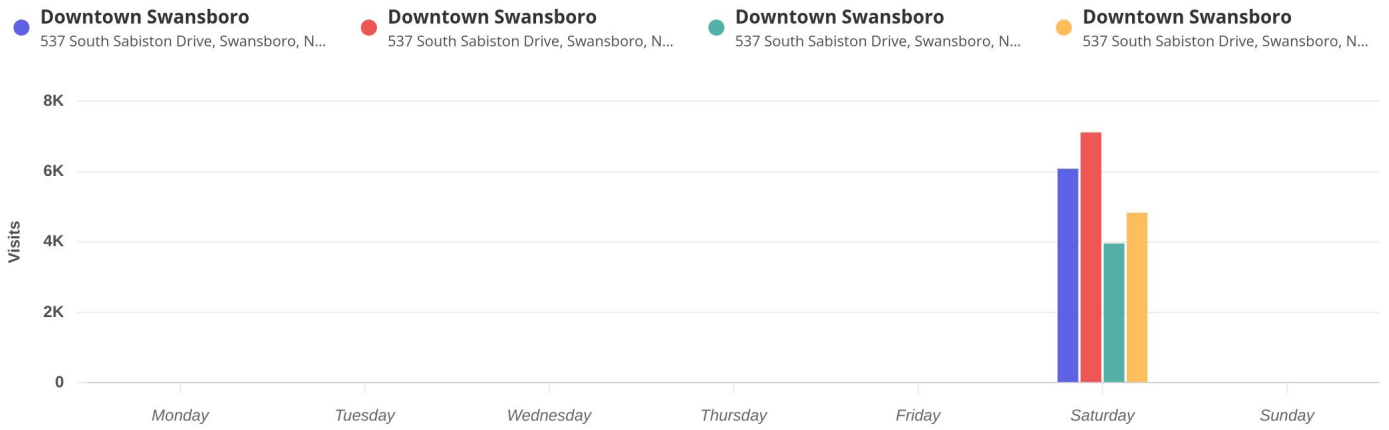 Downtown Swansboro
537 South Sabiston Drive, Swansboro, N...
Downtown Swansboro
537 South Sabiston Drive, Swansboro, N...
Downtown Swansboro
537 South Sabiston Drive, Swansboro, N...
Downtown Swansboro
537 South Sabiston Drive, Swansboro, N...
8K
6K
4K
2K
0
Visits
Monday Tuesday Wednesday Thursday Friday Saturday Sunday